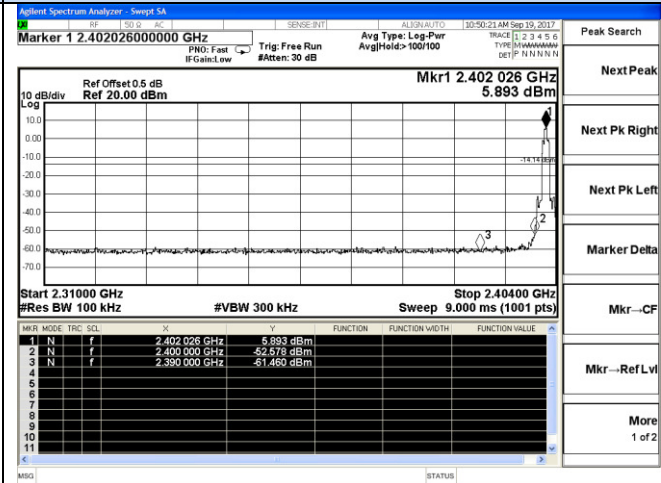 Agilent Spectrum Analyzer - Swept SA
RF 50 Ω AC SENSE:INT ALIGNAUTO 10:50:21 AM Sep 19, 2017
Marker 1 2.402026000000 GHz
PNO: Fast
IFGain:Low
Trig: Free Run
#Atten: 30 dB
Avg Type: Log-Pwr
Avg|Hold:> 100/100
TRACE 1 2 3 4 5 6
TYPE MWWWWW
DET P N N N N N
Peak Search
Next Peak
Next Pk Right
Next Pk Left
Marker Delta
Mkr→CF
Mkr→Ref Lvl
More
1 of 2
Mkr1 2.402 026 GHz
5.893 dBm
Ref Offset 0.5 dB
10 dB/div Ref 20.00 dBm
Log
10.0
0.00
-10.0
-20.0
-30.0
-40.0
-50.0
-60.0
-70.0
1
-14.14 dBm
2
3
Start 2.31000 GHz Stop 2.40400 GHz
#Res BW 100 kHz #VBW 300 kHz Sweep 9.000 ms (1001 pts)
MKR MODE TRC SCL X Y FUNCTION FUNCTION WIDTH FUNCTION VALUE
1 N f 2.402 026 GHz 5.893 dBm
2 N f 2.400 000 GHz -52.578 dBm
3 N f 2.390 000 GHz -61.460 dBm
4
5
6
7
8
9
10
11
MSG STATUS